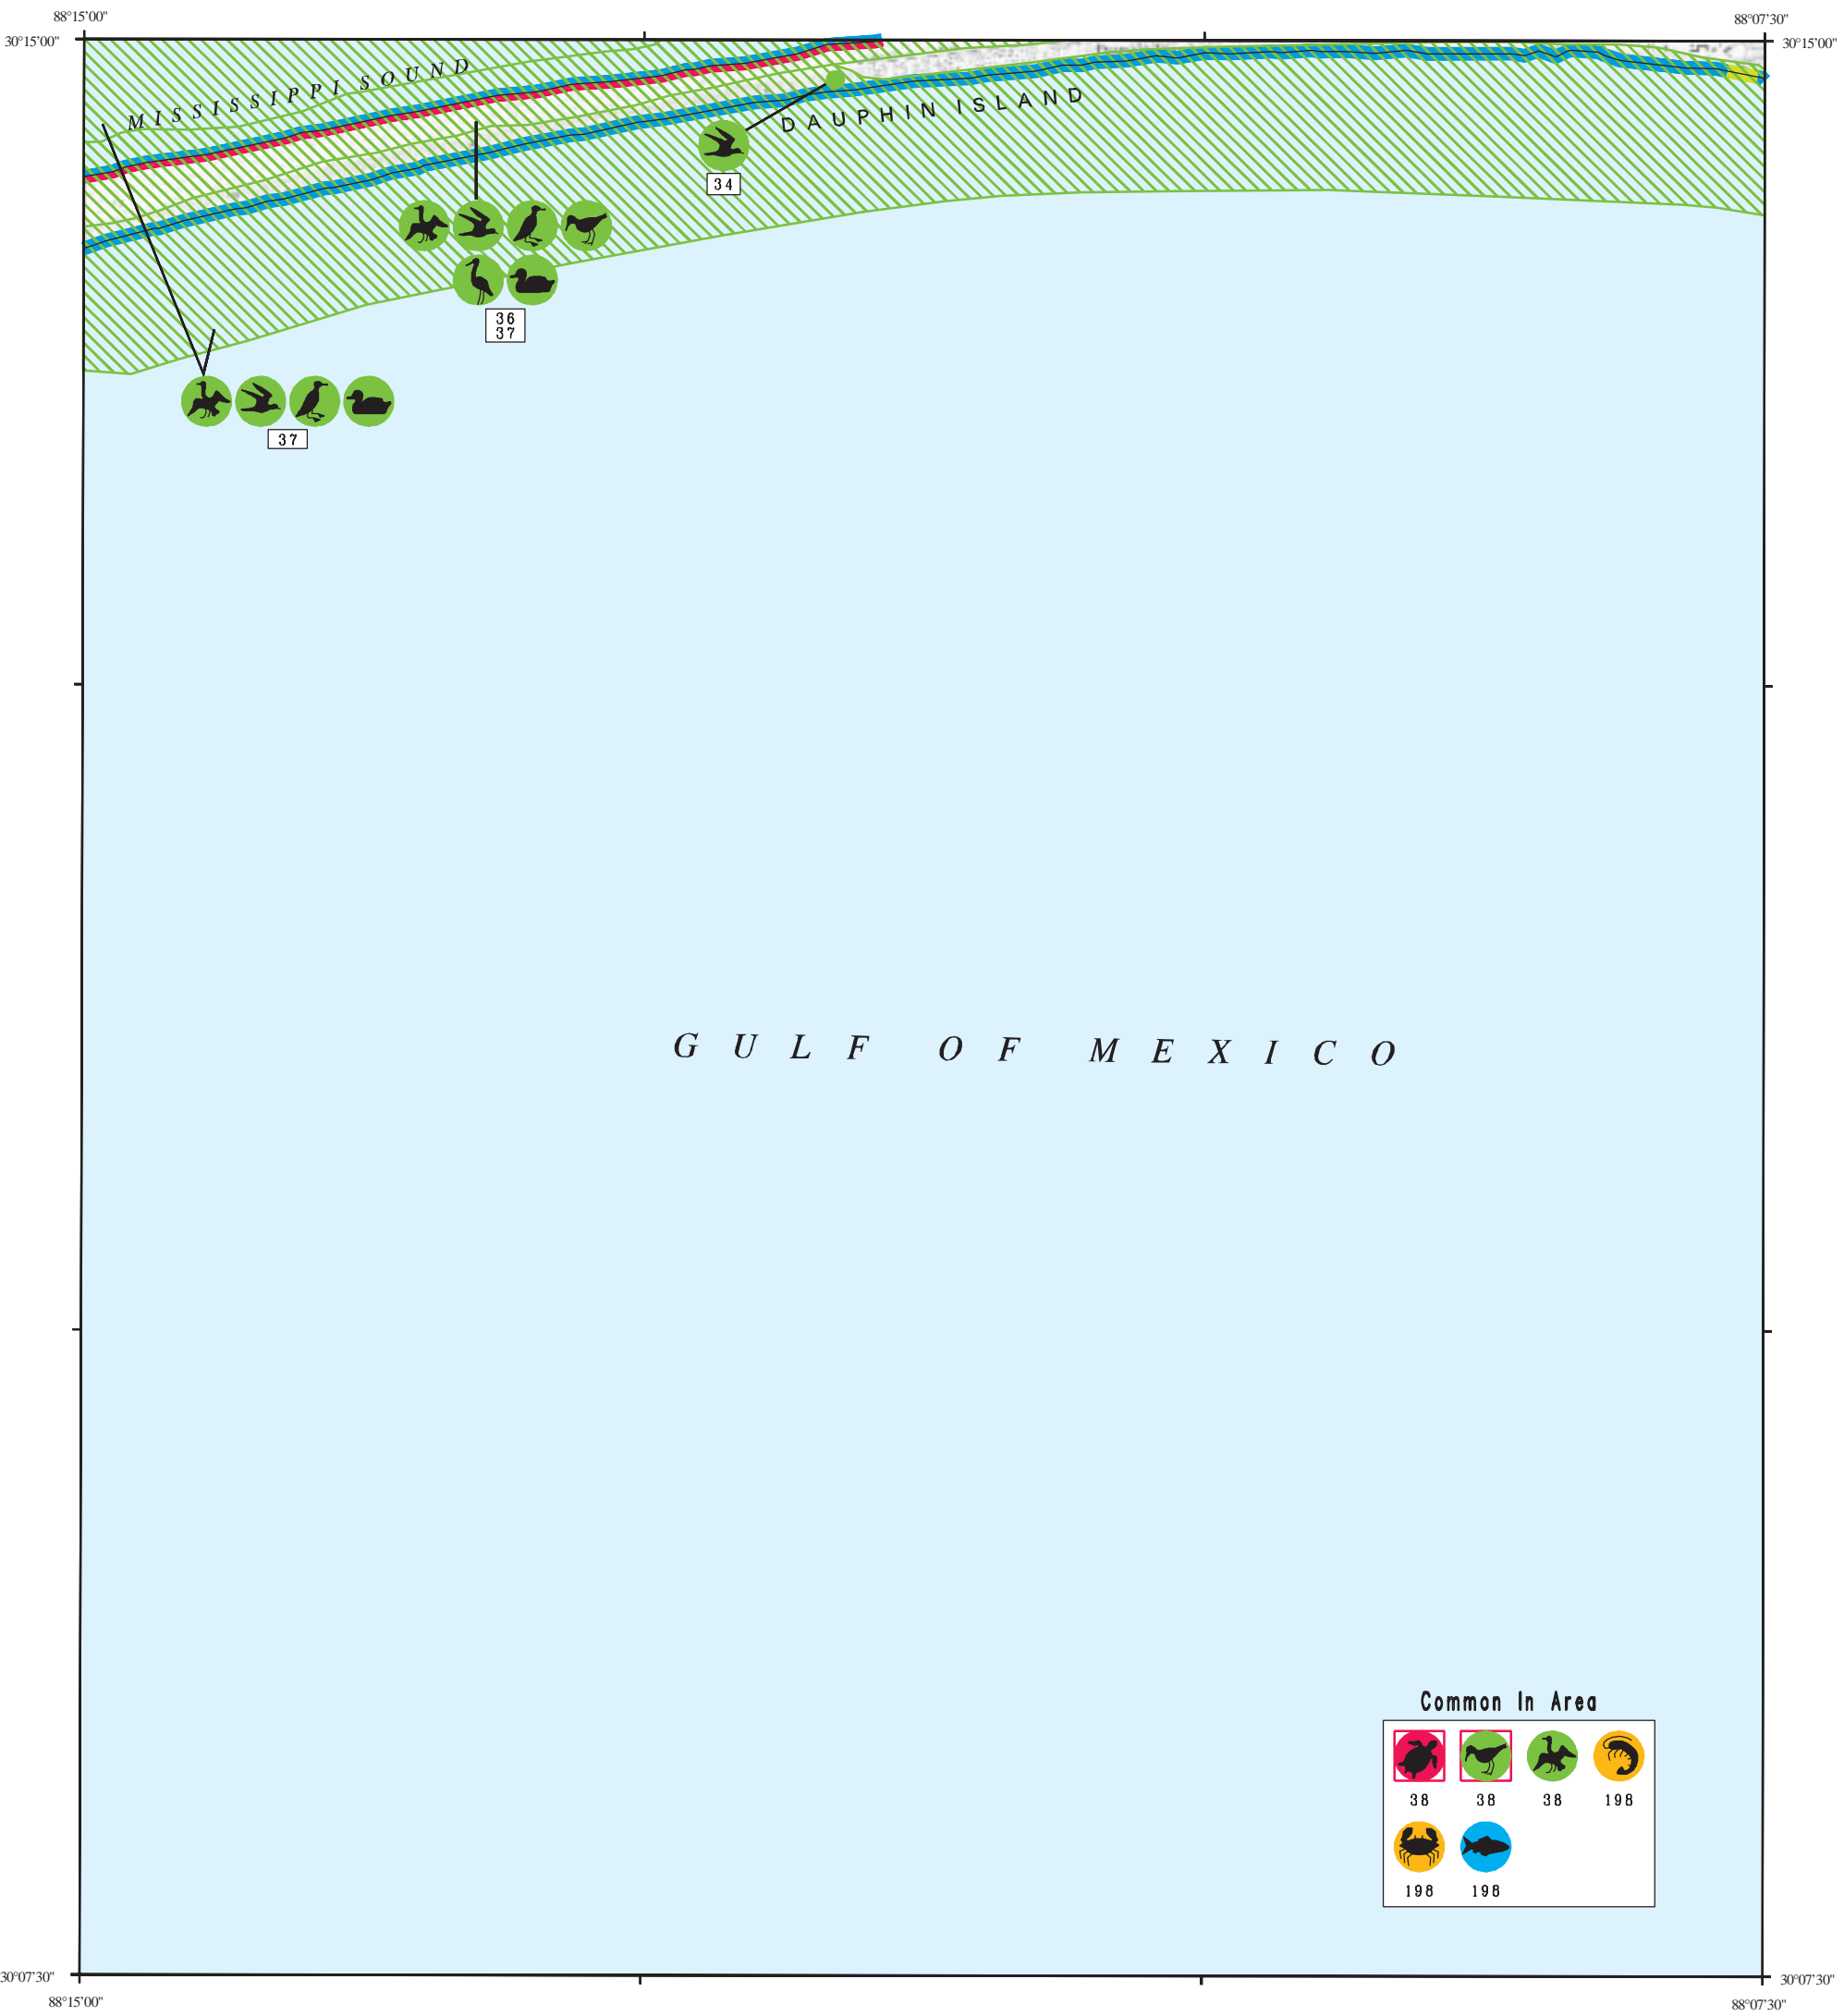 88°15'00" 88°07'30"
30°15'00" 30°15'00"
MISSISSIPPI SOUND
DAUPHIN ISLAND
34
36
37
37
GULF OF MEXICO
Common In Area
38 38 38 198
198 198
30°07'30" 30°07'30"
88°15'00" 88°07'30"